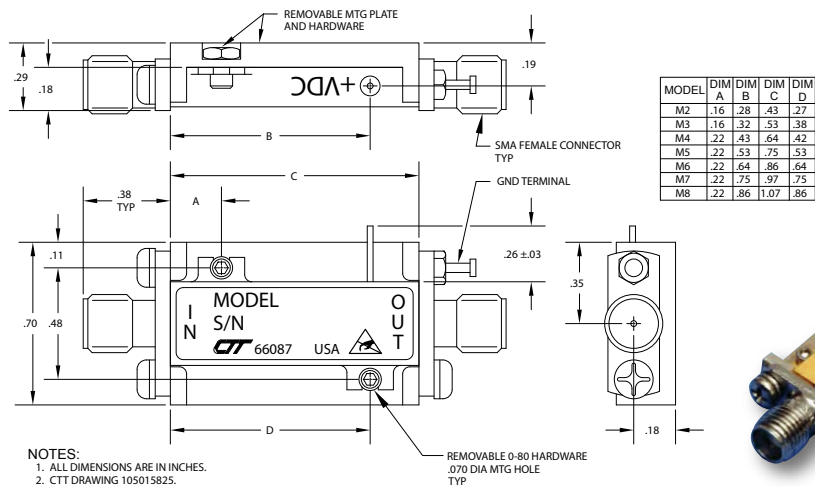 REMOVABLE MTG PLATE
AND HARDWARE
.29
.18
+VDC
.19
B
SMA FEMALE CONNECTOR
TYP
MODEL DIM A DIM B DIM C DIM D
M2 .16 .28 .43 .27
M3 .16 .32 .53 .38
M4 .22 .43 .64 .42
M5 .22 .53 .75 .53
M6 .22 .64 .86 .64
M7 .22 .75 .97 .75
M8 .22 .86 1.07 .86
C
GND TERMINAL
.38
TYP
A
.11
.26 ±.03
.35
.70
.48
IN
MODEL
S/N
OUT
CTT 66087 USA
D
.18
REMOVABLE 0-80 HARDWARE
.070 DIA MTG HOLE
TYP
NOTES:
1. ALL DIMENSIONS ARE IN INCHES.
2. CTT DRAWING 105015825.